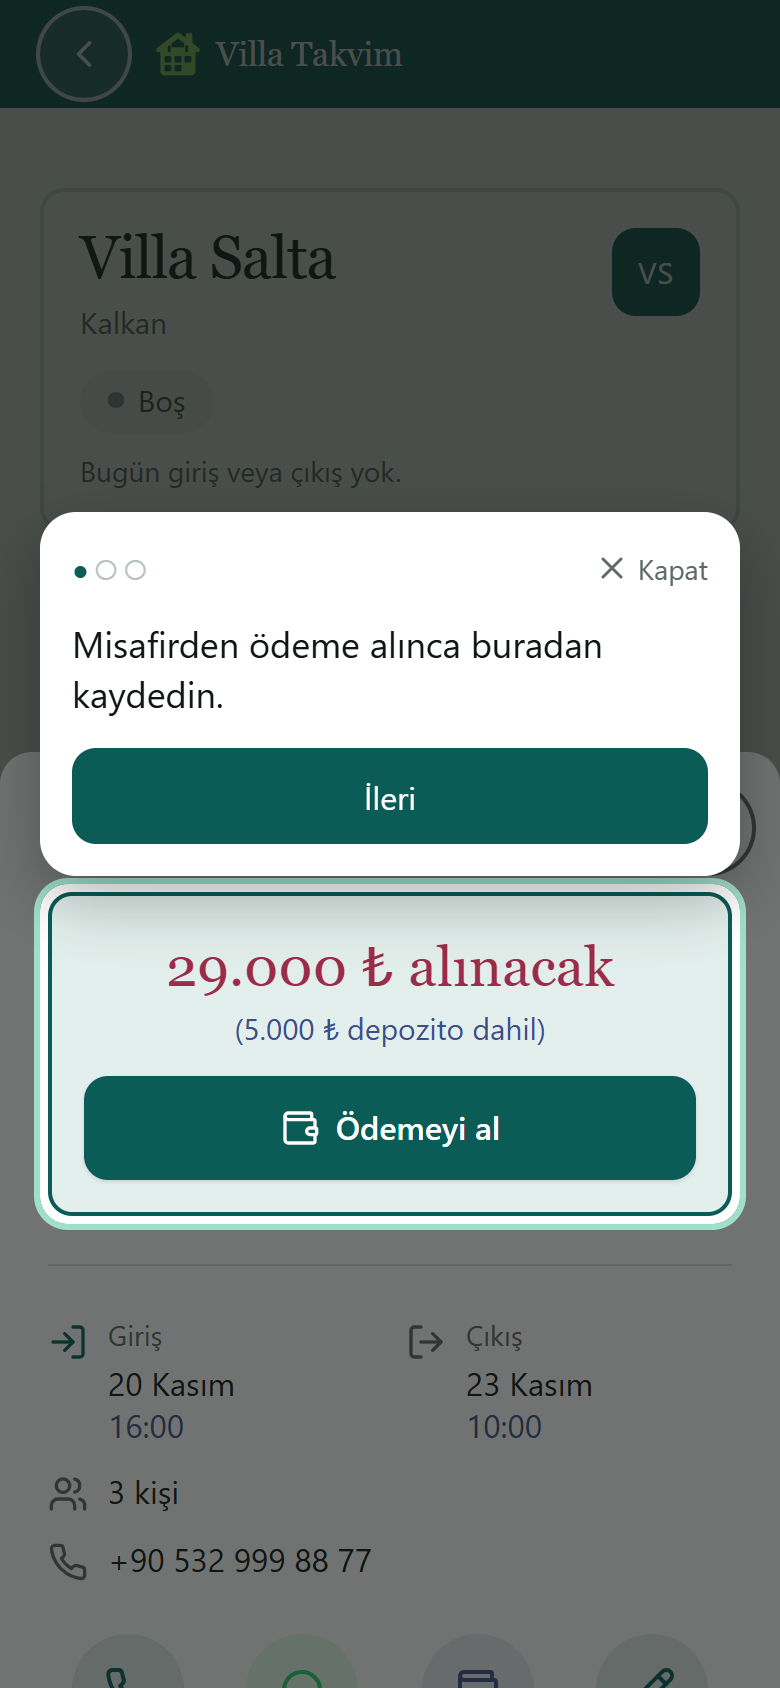 Villa Takvim
Villa Salta
VS
Kalkan
Boş
Bugün giriş veya çıkış yok.
Kapat
Misafirden ödeme alınca buradan
kaydedin.
İleri
29.000 ₺ alınacak
(5.000 ₺ depozito dahil)
Ödemeyi al
Giriş
Çıkış
20 Kasım
23 Kasım
16:00
10:00
3 kişi
+90 532 999 88 77